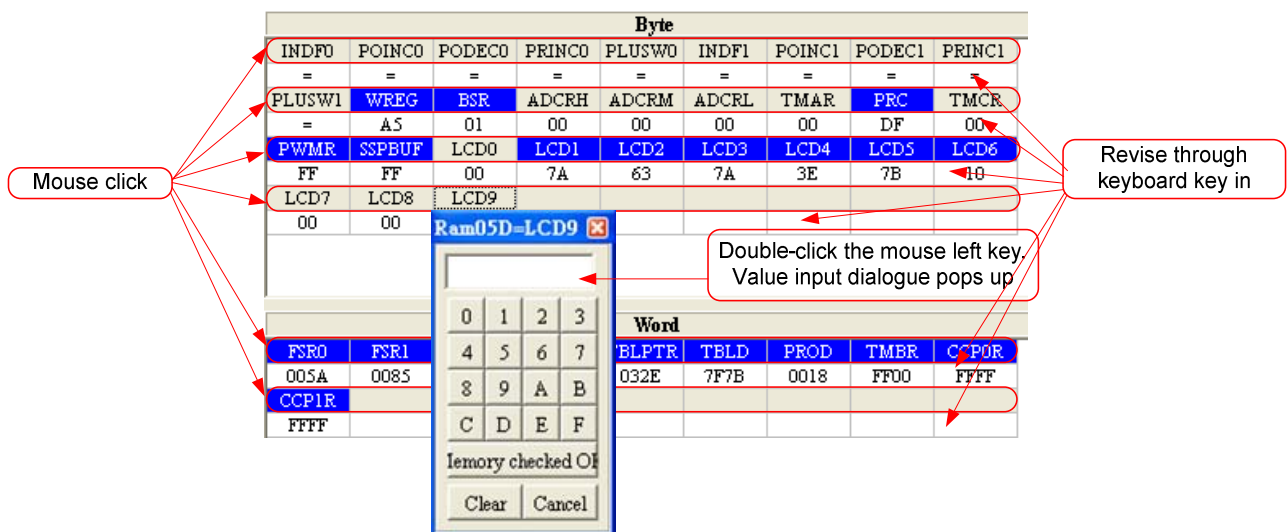 Byte
INDF0 POINC0 PODEC0 PRINC0 PLUSW0 INDF1 POINC1 PODEC1 PRINC1
= = = = = = = = =
PLUSW1 WREG BSR ADCRH ADCRM ADCRL TMAR PRC TMCR
= A5 01 00 00 00 00 DF 00
PWMR SSPBUF LCD0 LCD1 LCD2 LCD3 LCD4 LCD5 LCD6
FF FF 00 7A 63 7A 3E 7B 10
LCD7 LCD8 LCD9
00 00
Mouse click
Revise through
keyboard key in
Ram05D=LCD9
Double-click the mouse left key.
Value input dialogue pops up
0 1 2 3
4 5 6 7
8 9 A B
C D E F
checked
Clear Cancel
Word
FSR0 FSR1 TBLPTR TBLD PROD TMBR CCP0R
005A 0085 032E 7F7B 0018 FF00 FFFF
CCP1R
FFFF